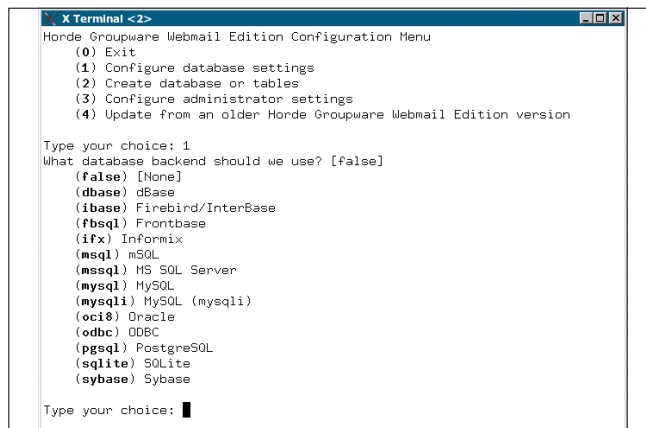 X Terminal <2>
Horde Groupware Webmail Edition Configuration Menu
(0) Exit
(1) Configure database settings
(2) Create database or tables
(3) Configure administrator settings
(4) Update from an older Horde Groupware Webmail Edition version
Type your choice: 1
What database backend should we use? [false]
(false) [None]
(dbase) dBase
(ibase) Firebird/InterBase
(fbsql) Frontbase
(ifx) Informix
(msql) mSQL
(mssql) MS SQL Server
(mysql) MySQL
(mysqli) MySQL (mysqli)
(oci8) Oracle
(odbc) ODBC
(pgsql) PostgreSQL
(sqlite) SQLite
(sybase) Sybase
Type your choice: